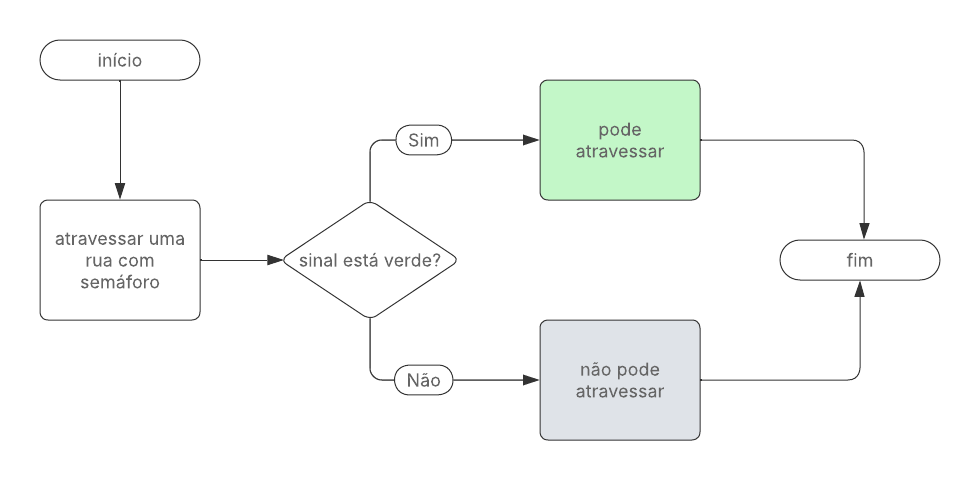 início
atravessar uma
rua com
semáforo
sinal está verde?
Sim
pode
atravessar
Não
não pode
atravessar
fim